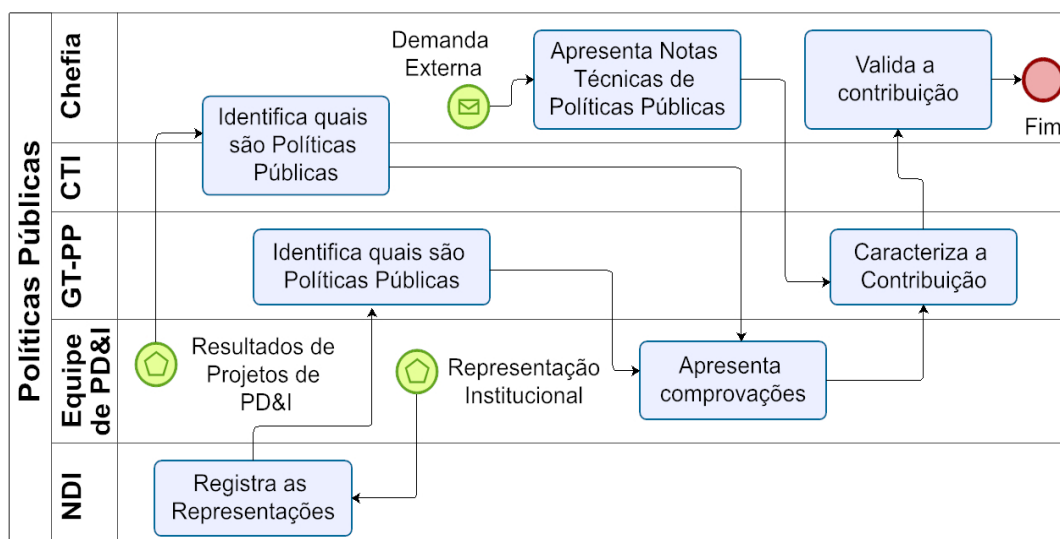 Políticas Públicas
Chefia
CTI
GT-PP
Equipe
de PD&I
NDI
Demanda
Externa
Apresenta Notas
Técnicas de
Políticas Públicas
Valida a
contribuição
Fim
Identifica quais
são Políticas
Públicas
Identifica quais são
Políticas Públicas
Caracteriza a
Contribuição
Resultados de
Projetos de
PD&I
Representação
Institucional
Apresenta
comprovações
Registra as
Representações